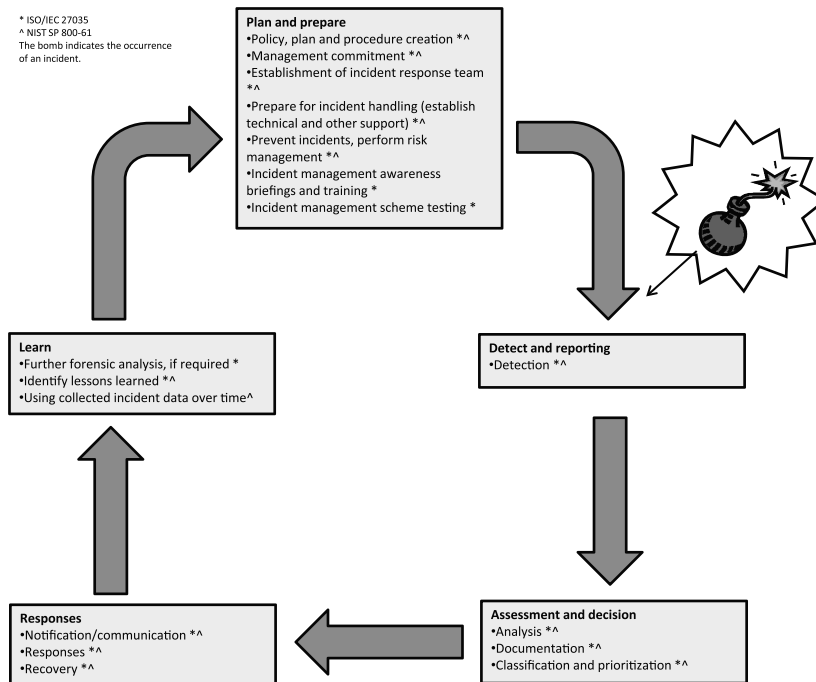 * ISO/IEC 27035
^ NIST SP 800-61
The bomb indicates the occurrence
of an incident.
Plan and prepare
•Policy, plan and procedure creation *^
•Management commitment *^
•Establishment of incident response team
*^
•Prepare for incident handling (establish
technical and other support) *^
•Prevent incidents, perform risk
management *^
•Incident management awareness
briefings and training *
•Incident management scheme testing *
Learn
•Further forensic analysis, if required *
•Identify lessons learned *^
•Using collected incident data over time^
Detect and reporting
•Detection *^
Responses
•Notification/communication *^
•Responses *^
•Recovery *^
Assessment and decision
•Analysis *^
•Documentation *^
•Classification and prioritization *^